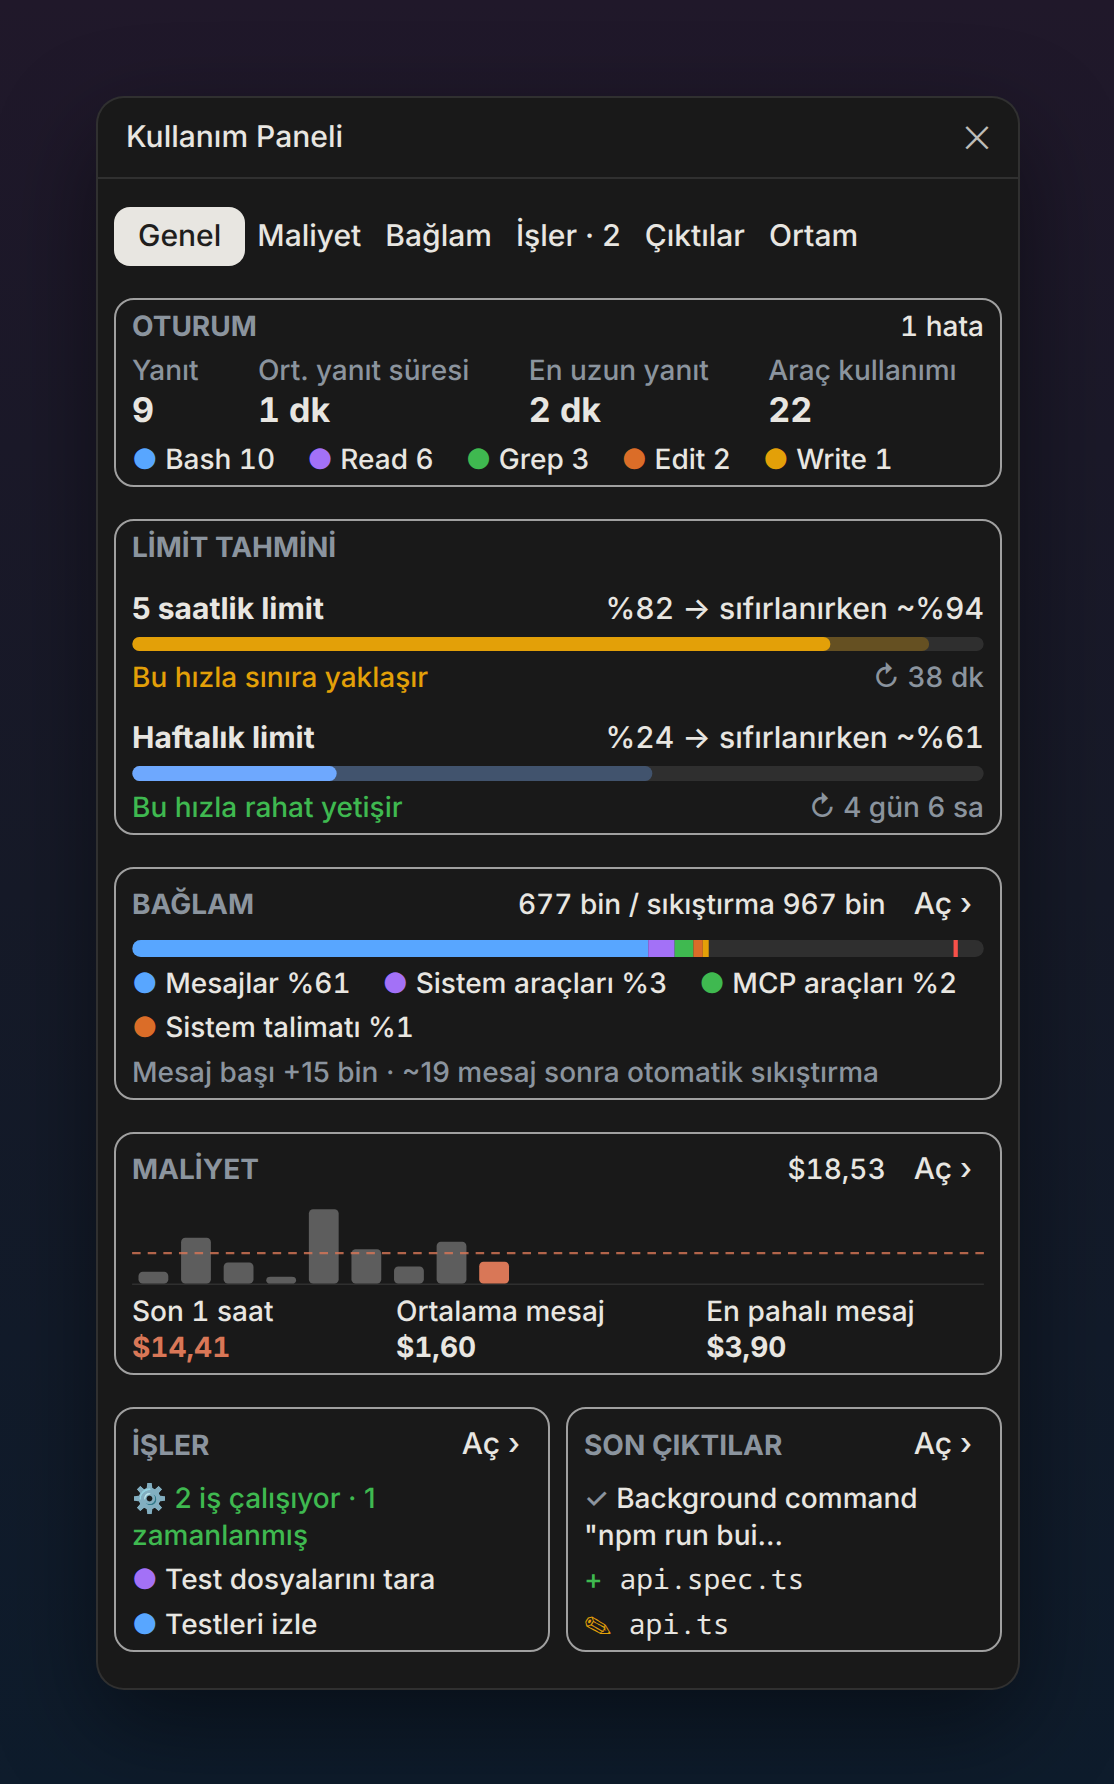 Kullanım Paneli
Genel Maliyet Bağlam İşler · 2 Çıktılar Ortam
OTURUM 1 hata
Yanıt Ort. yanıt süresi En uzun yanıt Araç kullanımı
9 1 dk 2 dk 22
Bash 10 Read 6 Grep 3 Edit 2 Write 1
LİMİT TAHMİNİ
5 saatlik limit %82 → sıfırlanırken ~%94
Bu hızla sınıra yaklaşır ↻ 38 dk
Haftalık limit %24 → sıfırlanırken ~%61
Bu hızla rahat yetişir ↻ 4 gün 6 sa
BAĞLAM 677 bin / sıkıştırma 967 bin Aç ›
Mesajlar %61 Sistem araçları %3 MCP araçları %2
Sistem talimatı %1
Mesaj başı +15 bin · ~19 mesaj sonra otomatik sıkıştırma
MALİYET $18,53 Aç ›
Son 1 saat Ortalama mesaj En pahalı mesaj
$14,41 $1,60 $3,90
İŞLER Aç ›
⚙️ 2 iş çalışıyor · 1
zamanlanmış
Test dosyalarını tara
Testleri izle
SON ÇIKTILAR Aç ›
✓ Background command
"npm run bui...
+ api.spec.ts
✎ api.ts